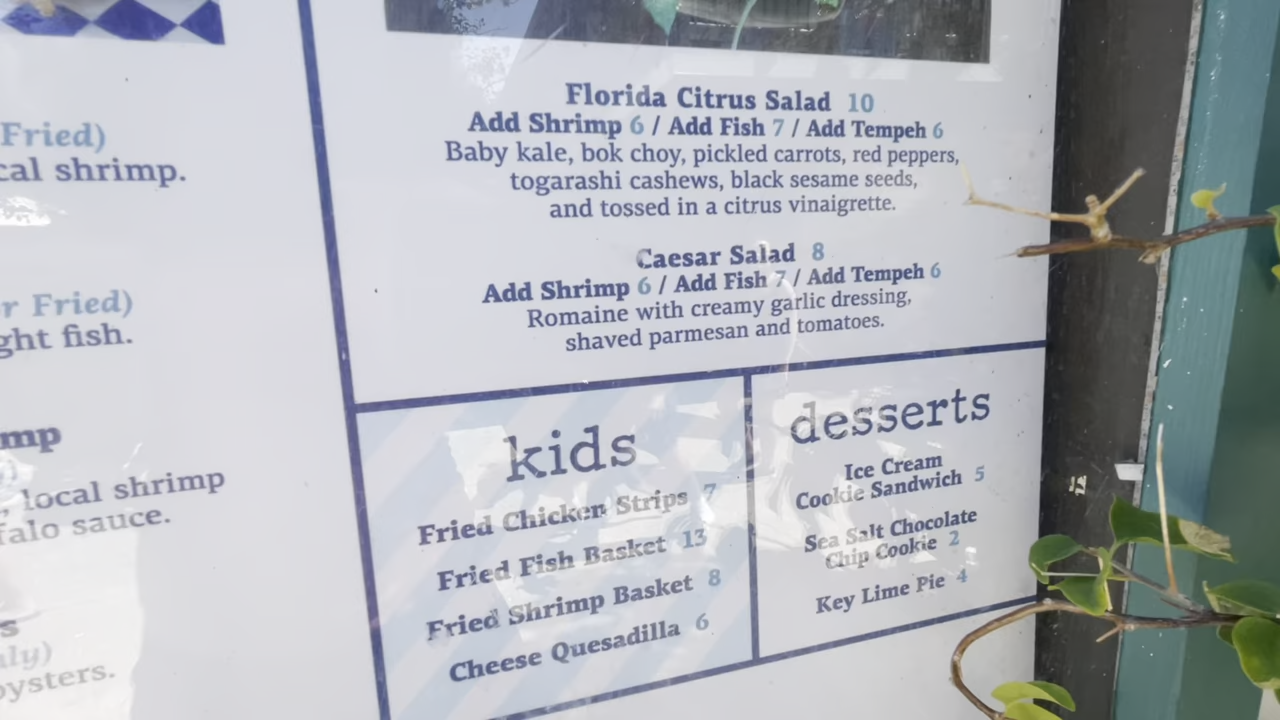 Fried)
cal shrimp.
r Fried)
ght fish.
mp
, local shrimp
falo sauce.
s
nly)
oysters.
Florida Citrus Salad 10
Add Shrimp 6 / Add Fish 7 / Add Tempeh 6
Baby kale, bok choy, pickled carrots, red peppers,
togarashi cashews, black sesame seeds,
and tossed in a citrus vinaigrette.
Caesar Salad 8
Add Shrimp 6 / Add Fish 7 / Add Tempeh 6
Romaine with creamy garlic dressing,
shaved parmesan and tomatoes.
kids
Fried Chicken Strips 7
Fried Fish Basket 13
Fried Shrimp Basket 8
Cheese Quesadilla 6
desserts
Ice Cream
Cookie Sandwich 5
Sea Salt Chocolate
Chip Cookie 2
Key Lime Pie 4